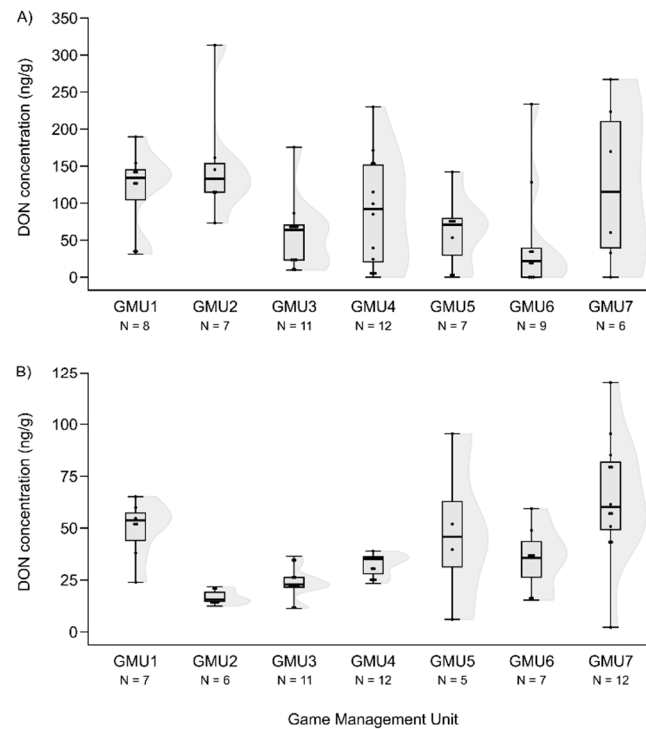 A)
350
300
250
200
150
100
50
0
DON concentration (ng/g)
GMU1 GMU2 GMU3 GMU4 GMU5 GMU6 GMU7
N = 8 N = 7 N = 11 N = 12 N = 7 N = 9 N = 6
B)
125
100
75
50
25
0
DON concentration (ng/g)
GMU1 GMU2 GMU3 GMU4 GMU5 GMU6 GMU7
N = 7 N = 6 N = 11 N = 12 N = 5 N = 7 N = 12
Game Management Unit